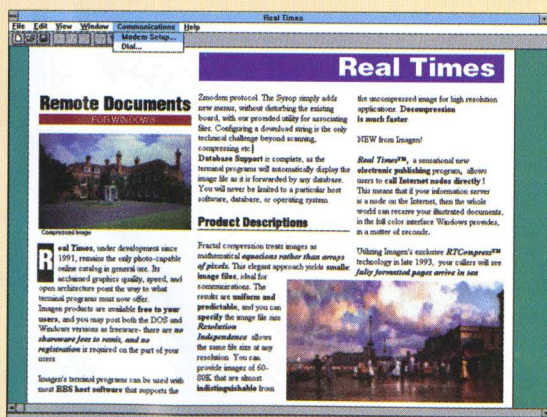 Real Times
File Edit View Window Communications Help
Modem Setup...
Dial...
Real Times
Remote Documents
FOR WINDOWS
Compressed Image
Real Times, under development since
1991, remains the only photo-capable
online catalog in general use. Its
acclaimed graphics quality, speed, and
open architecture point the way to what
terminal programs must now offer.
Imagen products are available free to your
users, and you may post both the DOS and
Windows versions as freeware- there are no
shareware fees to remit, and no
registration is required on the part of your
users.
Imagen's terminal programs can be used with
most BBS host software that supports the
Zmodem protocol. The Sysop simply adds
new menus, without disturbing the existing
board, with our provided utility for associating
files. Configuring a download string is the only
technical challenge beyond scanning,
compressing etc.
Database Support is complete, as the
terminal programs will automatically display the
image file as it is forwarded by any database.
You will never be limited to a particular host
software, database, or operating system.
Product Descriptions
Fractal compression treats images as
mathematical equations rather than arrays
of pixels. This elegant approach yields smaller
image files, ideal for
communications. The
results are uniform and
predictable, and you can
specify the image file size
Resolution
Independence allows
the same file size at any
resolution. You can
provide images of 60-
80K that are almost
indistinguishable from
the uncompressed image for high resolution
applications. Decompression
is much faster.
NEW from Imagen!
Real Times™, a sensational new
electronic publishing program, allows
users to call Internet nodes directly !
This means that if your information server
is a node on the Internet, then the whole
world can receive your illustrated documents,
in the full color interface Windows provides,
in a matter of seconds.
Utilizing Imagen's exclusive RTCompress™
technology in late 1993, your callers will see
fully formatted pages arrive in ten